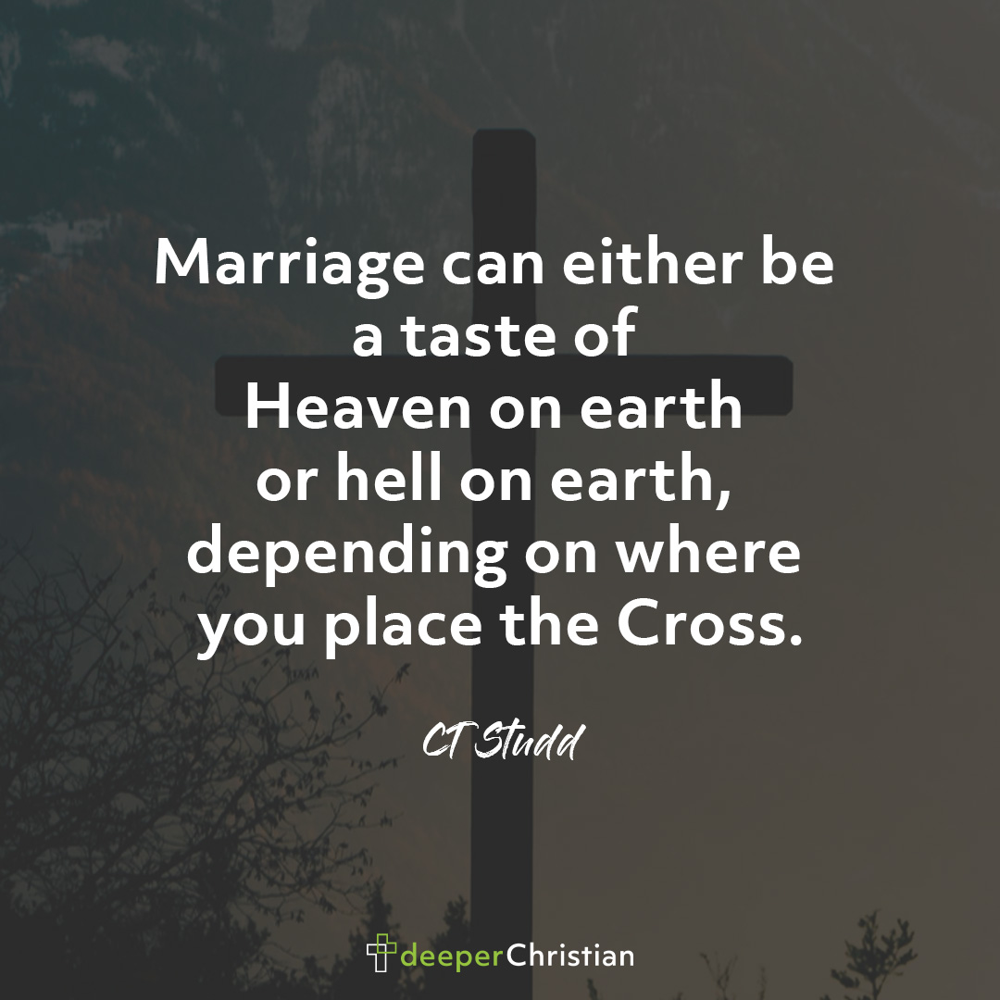 Marriage can either be
a taste of
Heaven on earth
or hell on earth,
depending on where
you place the Cross.
CT Studd
deeperChristian